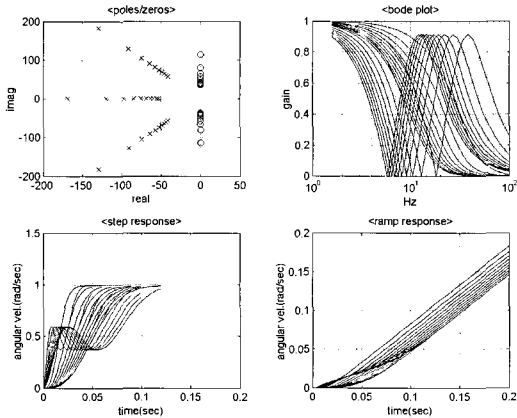 <poles/zeros>
200
100
0
-100
-200
imag
-200 -150 -100 -50 0 50
real
<bode plot>
1
0.8
0.6
0.4
0.2
0
gain
10^0 10^1 10^2
Hz
<step response>
1.5
1
0.5
0
angular vel.(rad/sec)
0 0.05 0.1 0.15 0.2
time(sec)
<ramp response>
0.2
0.15
0.1
0.05
0
angular vel.(rad/sec)
0 0.05 0.1 0.15 0.2
time(sec)